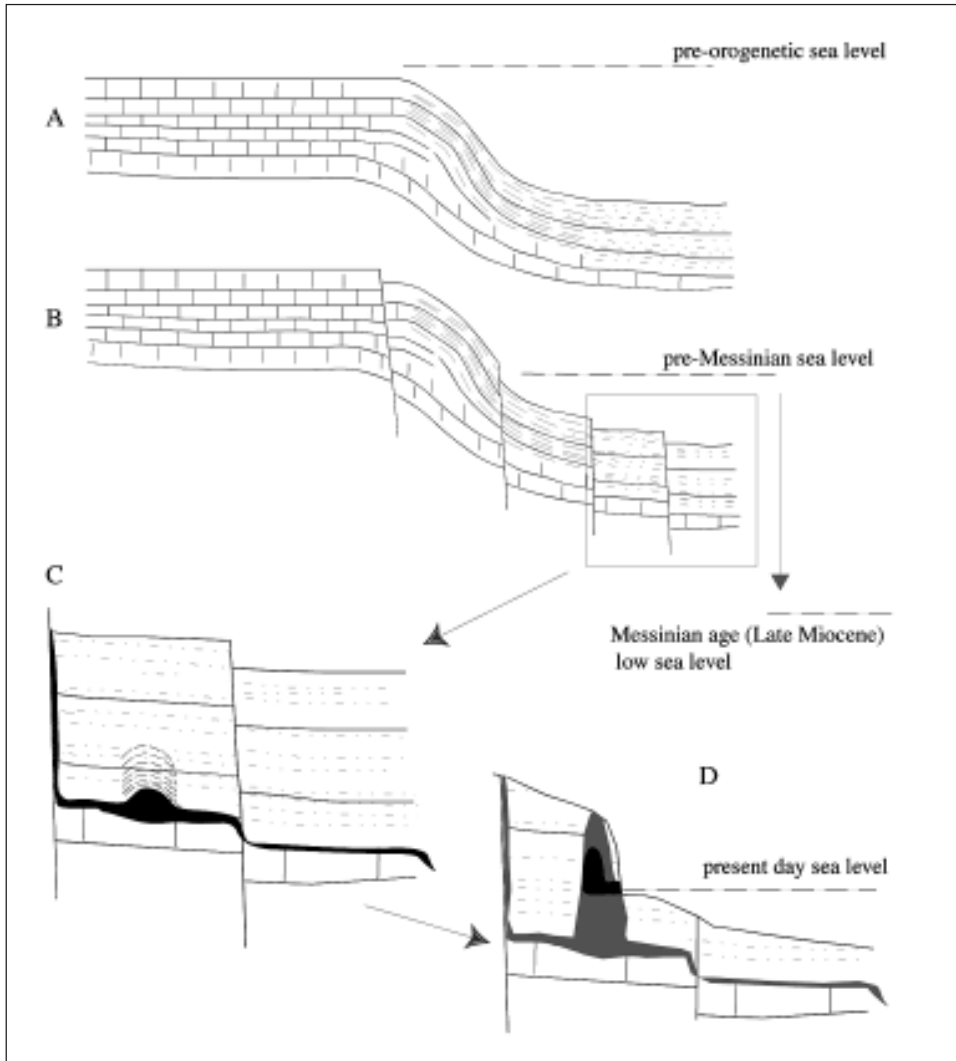 pre-orogenetic sea level
A
B
pre-Messinian sea level
C
Messinian age (Late Miocene)
low sea level
D
present day sea level